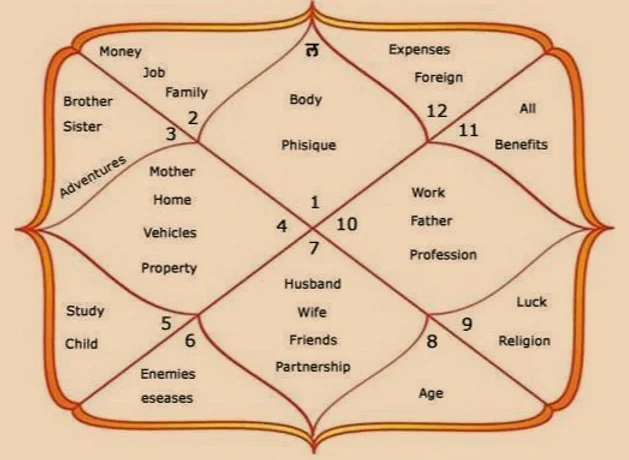 Money
Job
Family
2
ल
Body
Phisique
1
Expenses
Foreign
12
All
11
Benefits
Brother
Sister
3
Adventures
Mother
Home
Vehicles
Property
4
Work
Father
Profession
10
7
Husband
Wife
Friends
Partnership
Study
Child
5
6
Enemies
eseases
8
Age
9
Luck
Religion